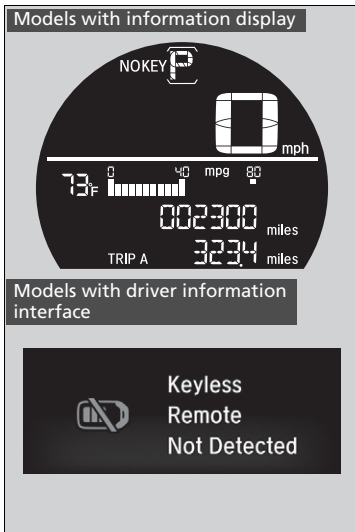 Models with information display
NOKEY P
0
mph
73°F 0 40 mpg 80
002300 miles
TRIP A 323.4 miles
Models with driver information
interface
Keyless
Remote
Not Detected